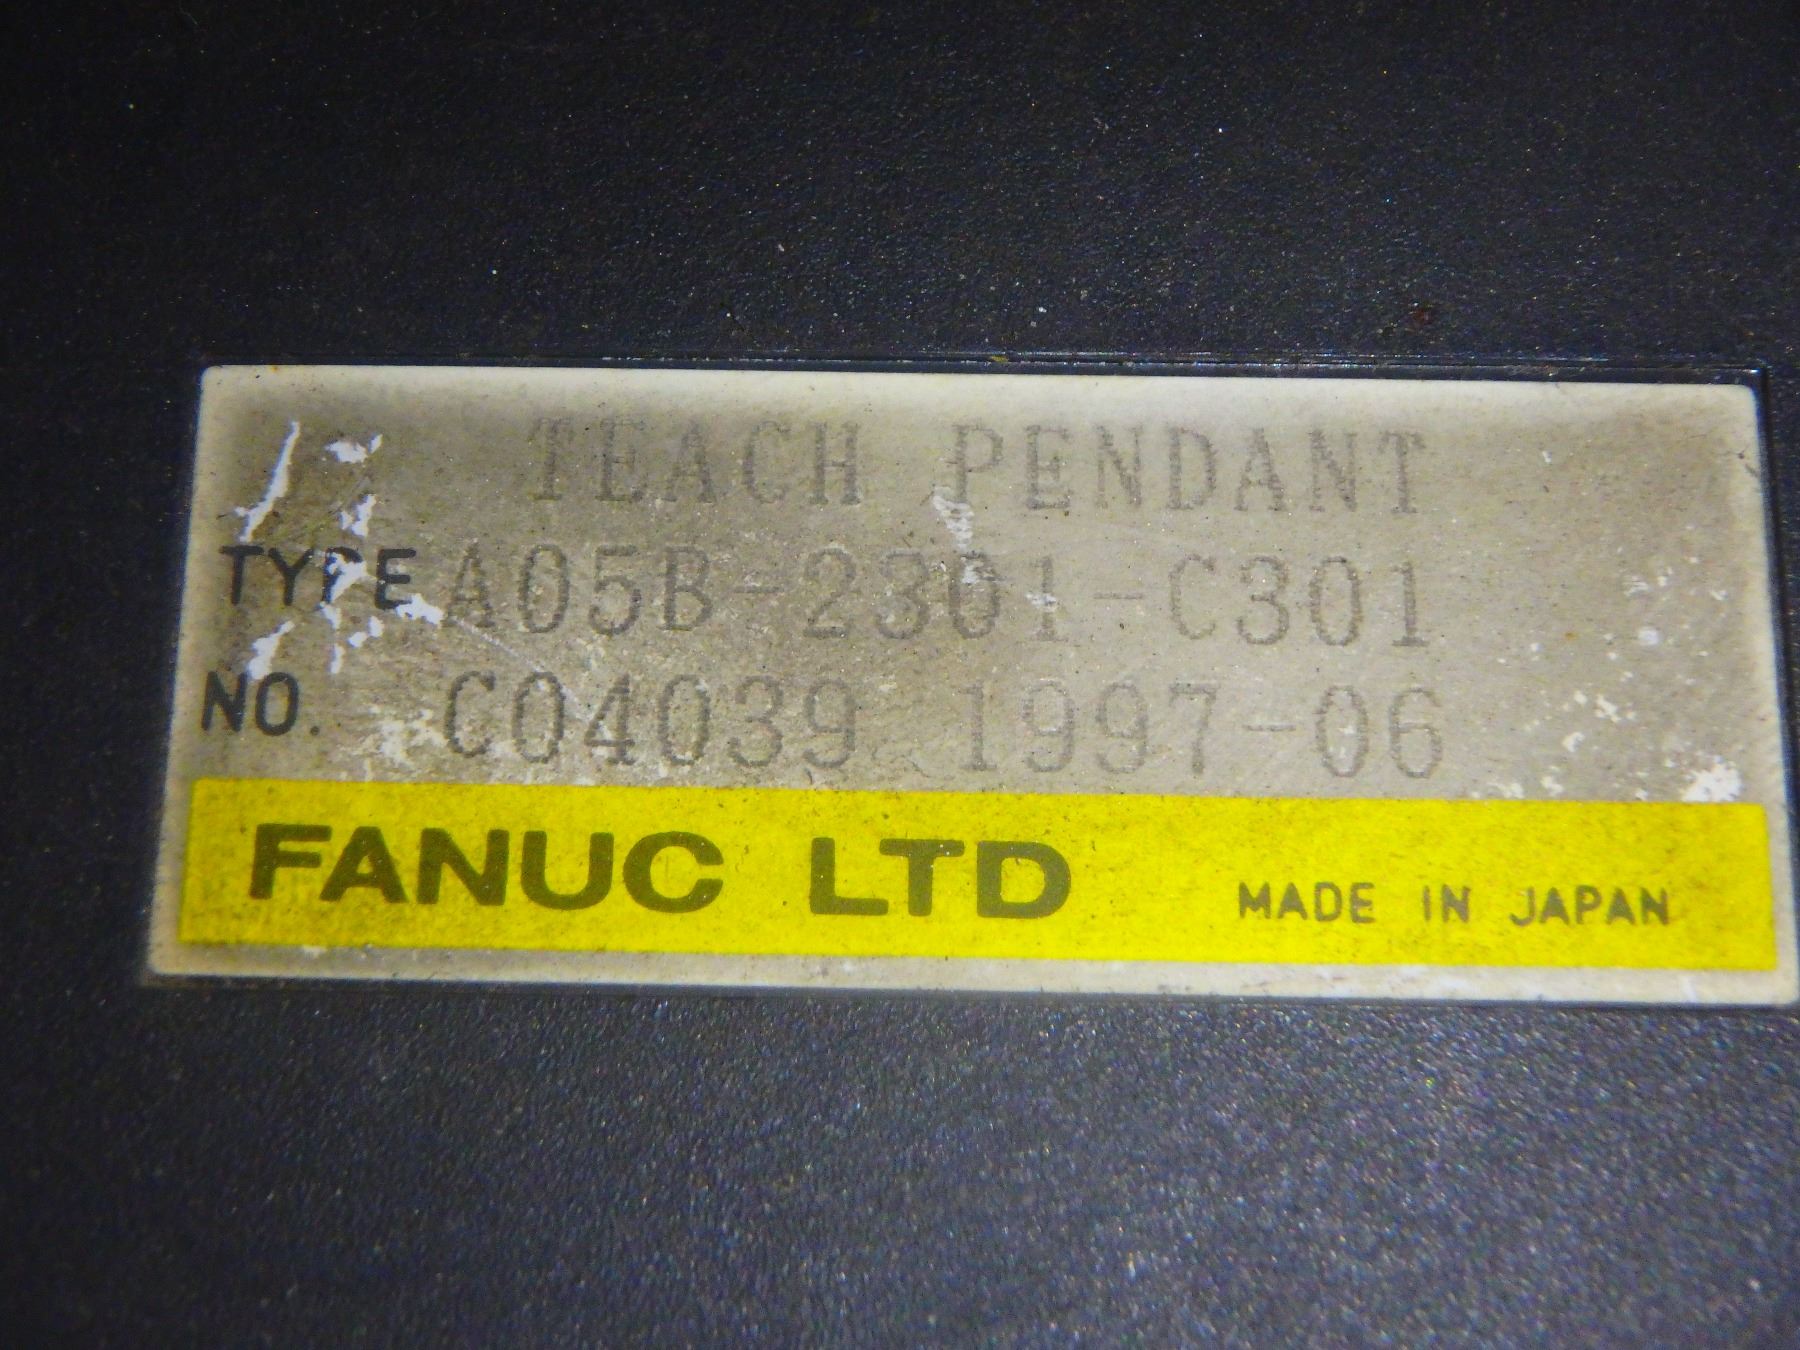 TEACH PENDANT
TYPE A05B-2301-C301
NO. C04039 1997-06
FANUC LTD MADE IN JAPAN